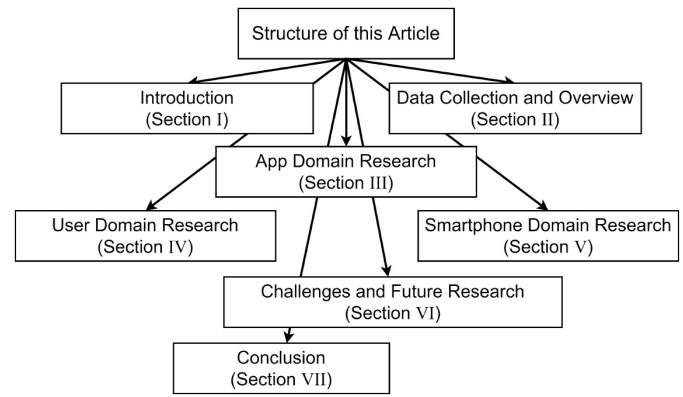 Structure of this Article
Introduction
(Section I)
Data Collection and Overview
(Section II)
App Domain Research
(Section III)
User Domain Research
(Section IV)
Smartphone Domain Research
(Section V)
Challenges and Future Research
(Section VI)
Conclusion
(Section VII)